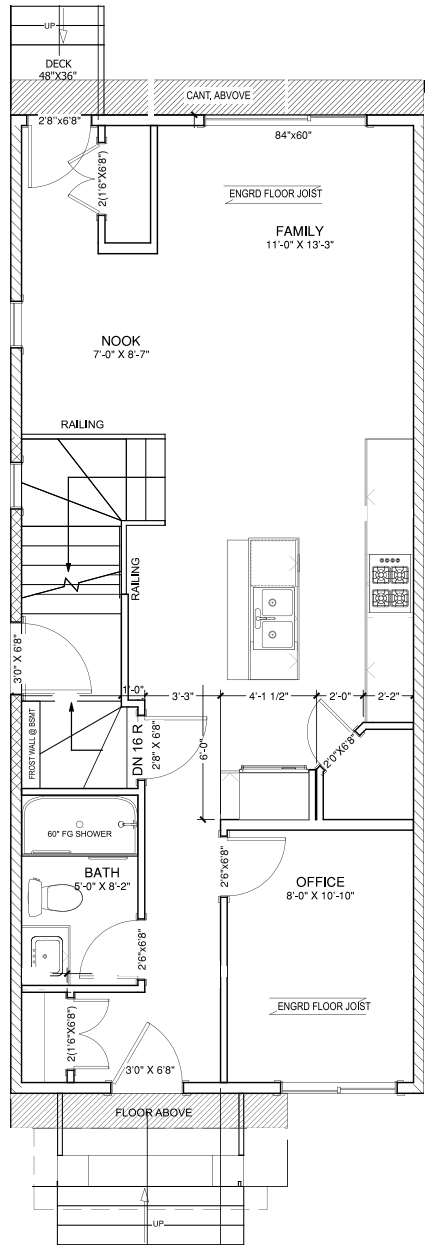 UP
DECK
48"X36"
CANT, ABVOVE
2'8"x6'8"
84"x60"
2(1'6"X6'8")
ENGRD FLOOR JOIST
FAMILY
11'-0" X 13'-3"
NOOK
7'-0" X 8'-7"
RAILING
RAILING
3'0" X 6'8"
1'-0"
3'-3"
4'-1 1/2"
2'-0"
2'-2"
FROST WALL @ BSMT
DN 16 R
2'8" X 6'8"
6'-0"
2'0"X6'8"
60" FG SHOWER
BATH
5'-0" X 8'-2"
2'6"x6'8"
OFFICE
8'-0" X 10'-10"
2'6"x6'8"
ENGRD FLOOR JOIST
2(1'6"X6'8")
3'0" X 6'8"
FLOOR ABOVE
UP